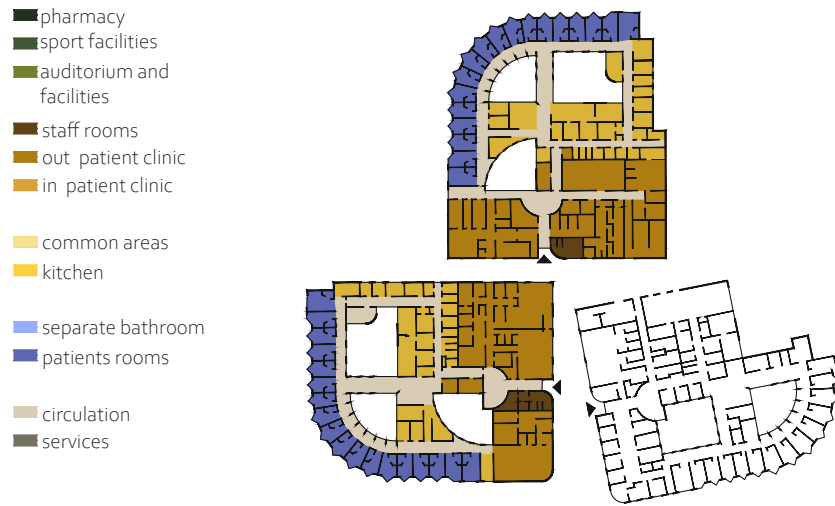 pharmacy
sport facilities
auditorium and
facilities
staff rooms
out patient clinic
in patient clinic
common areas
kitchen
separate bathroom
patients rooms
circulation
services